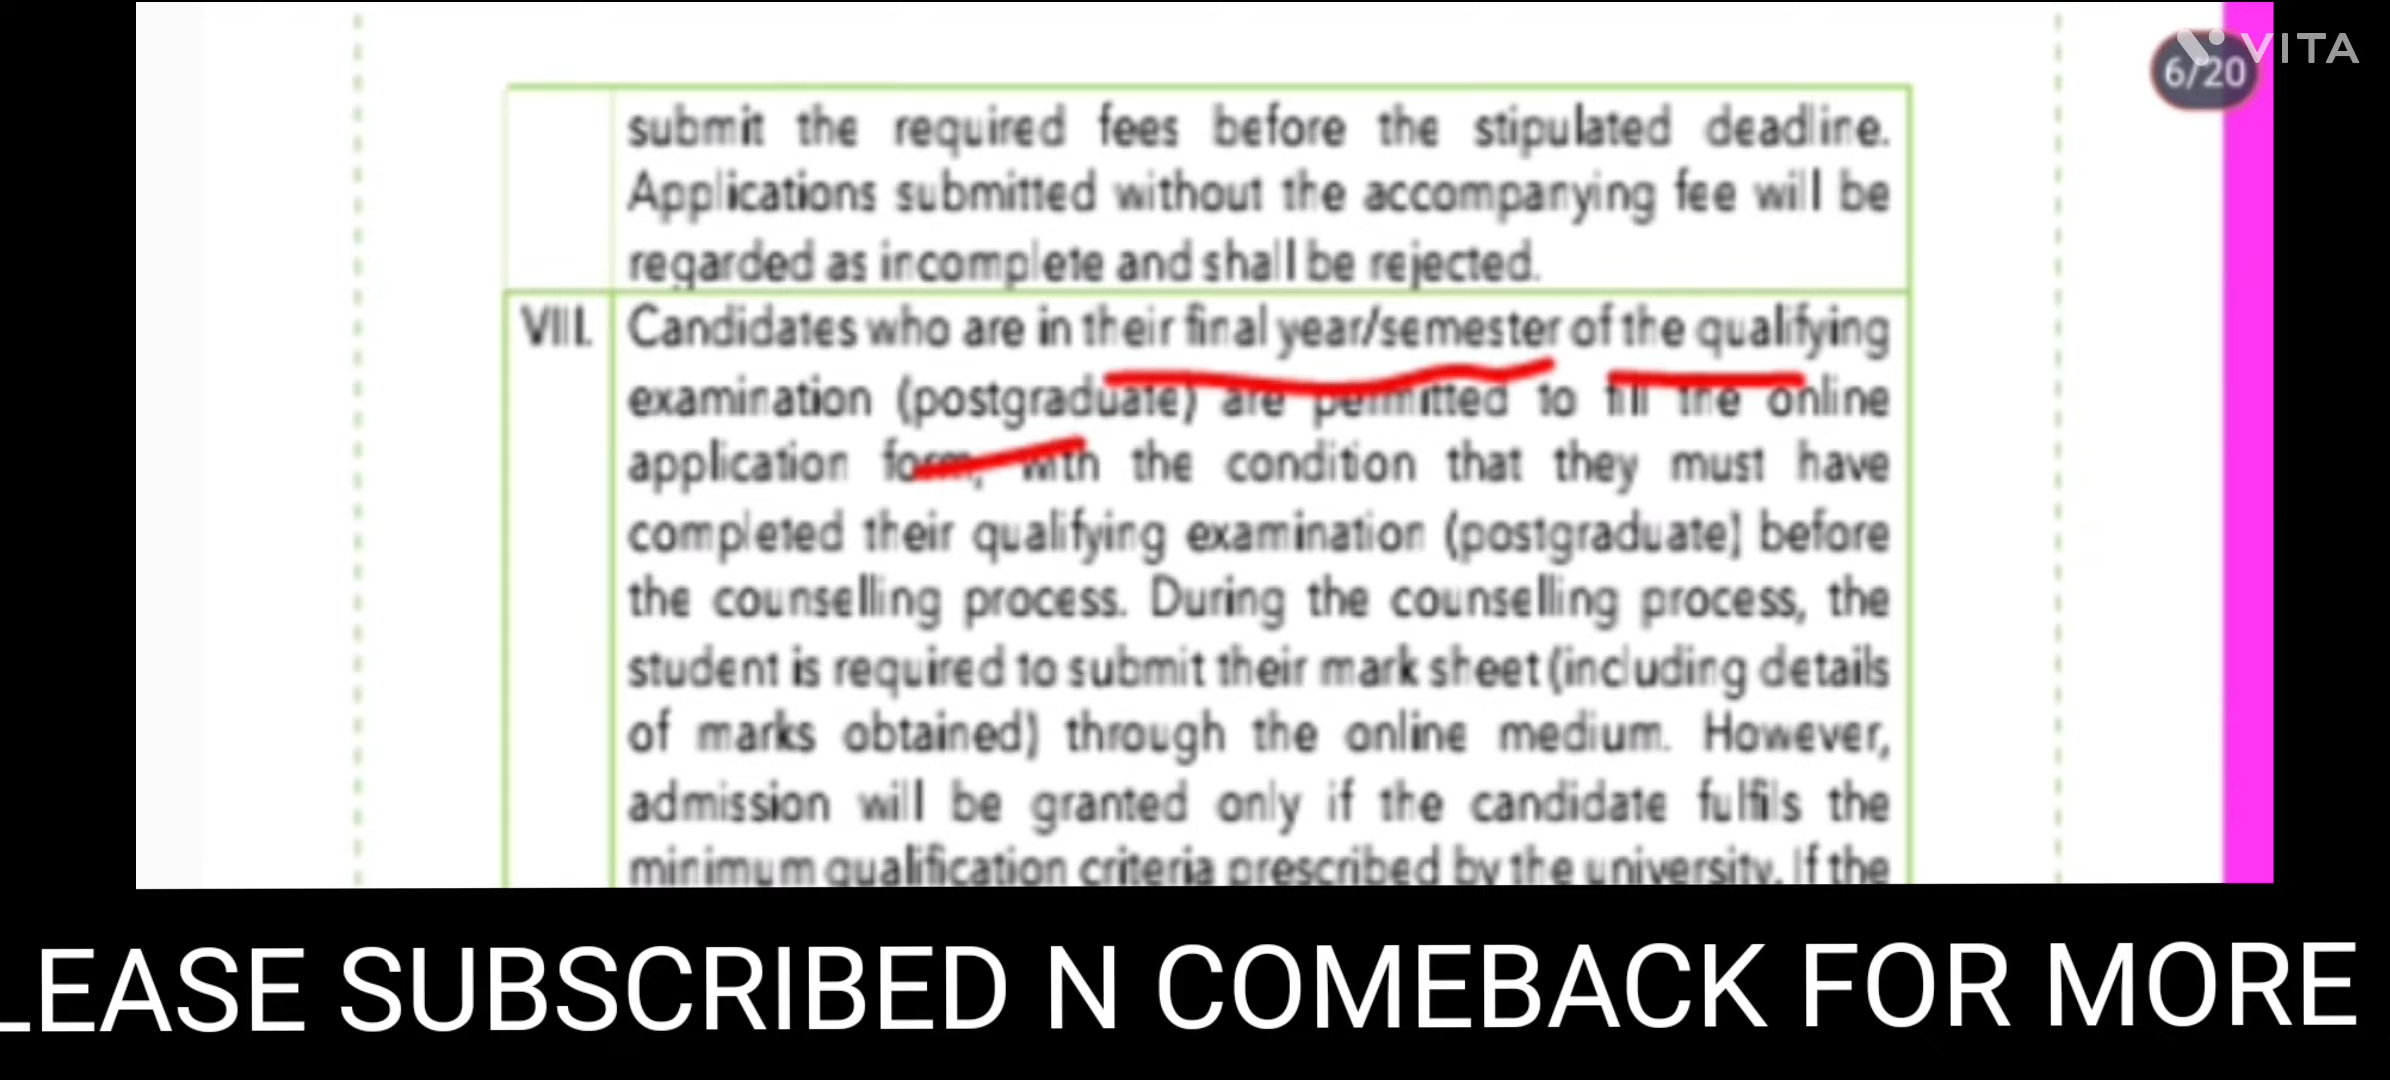 VITA
6/20
submit the required fees before the stipulated deadline.
Applications submitted without the accompanying fee will be
regarded as incomplete and shall be rejected.
VIII. Candidates who are in their final year/semester of the qualifying
examination (postgraduate) are permitted to fill the online
application form, with the condition that they must have
completed their qualifying examination (postgraduate) before
the counselling process. During the counselling process, the
student is required to submit their mark sheet (including details
of marks obtained) through the online medium. However,
admission will be granted only if the candidate fulfils the
minimum qualification criteria prescribed by the university. If the
LEASE SUBSCRIBED N COMEBACK FOR MORE